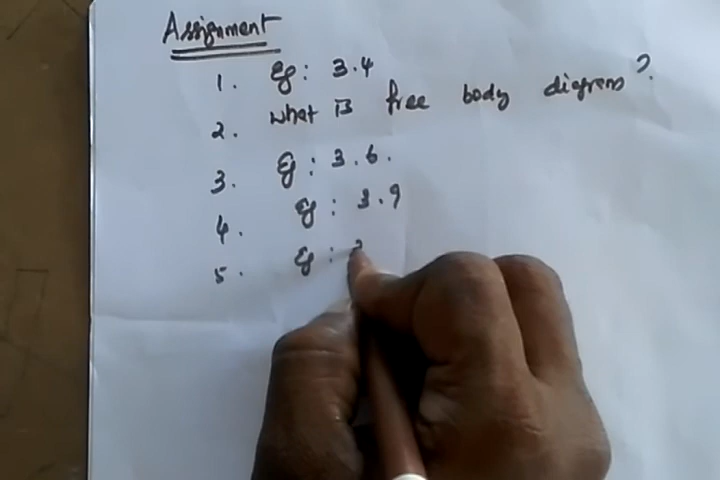 Assignment
1. Eg: 3.4
2. What is free body diagram?
3. Eg: 3.6.
4. Eg: 3.9
5. Eg: 3